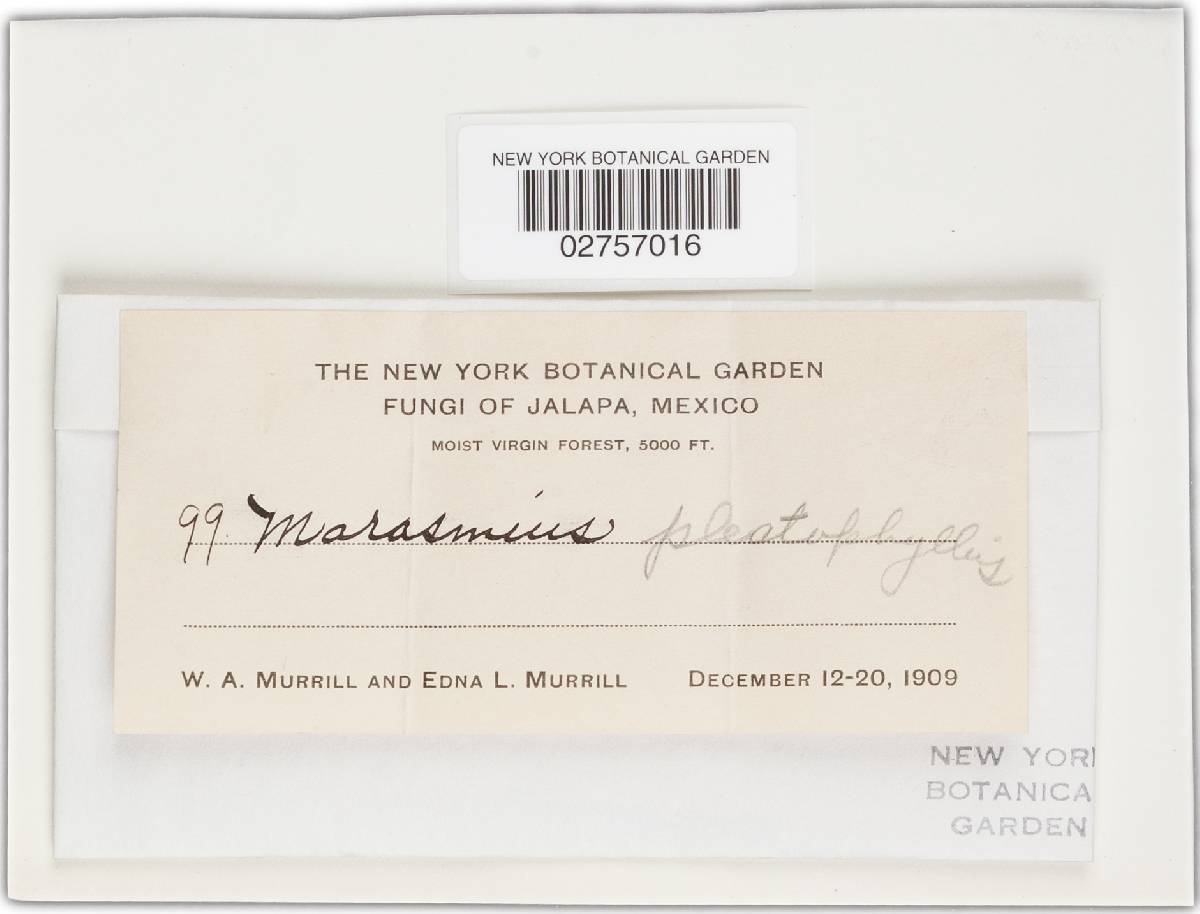 NEW YORK BOTANICAL GARDEN
02757016
THE NEW YORK BOTANICAL GARDEN
FUNGI OF JALAPA, MEXICO
MOIST VIRGIN FOREST, 5000 FT.
99. Marasmius pleatophyllus
W. A. MURRILL AND EDNA L. MURRILL DECEMBER 12-20, 1909
NEW YOR
BOTANICA
GARDEN